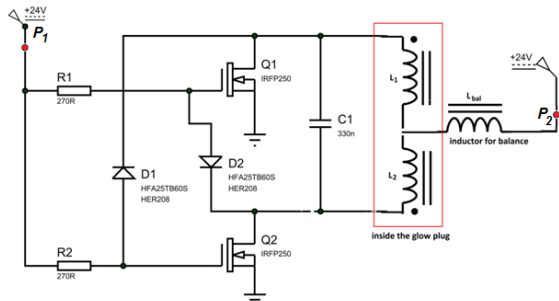 +24V
P1
R1
270R
Q1
IRFP250
C1
330n
L1
L2
Lbal
inductor for balance
+24V
P2
D1
HFA25TB60S
HER208
D2
HFA25TB60S
HER208
R2
270R
Q2
IRFP250
inside the glow plug